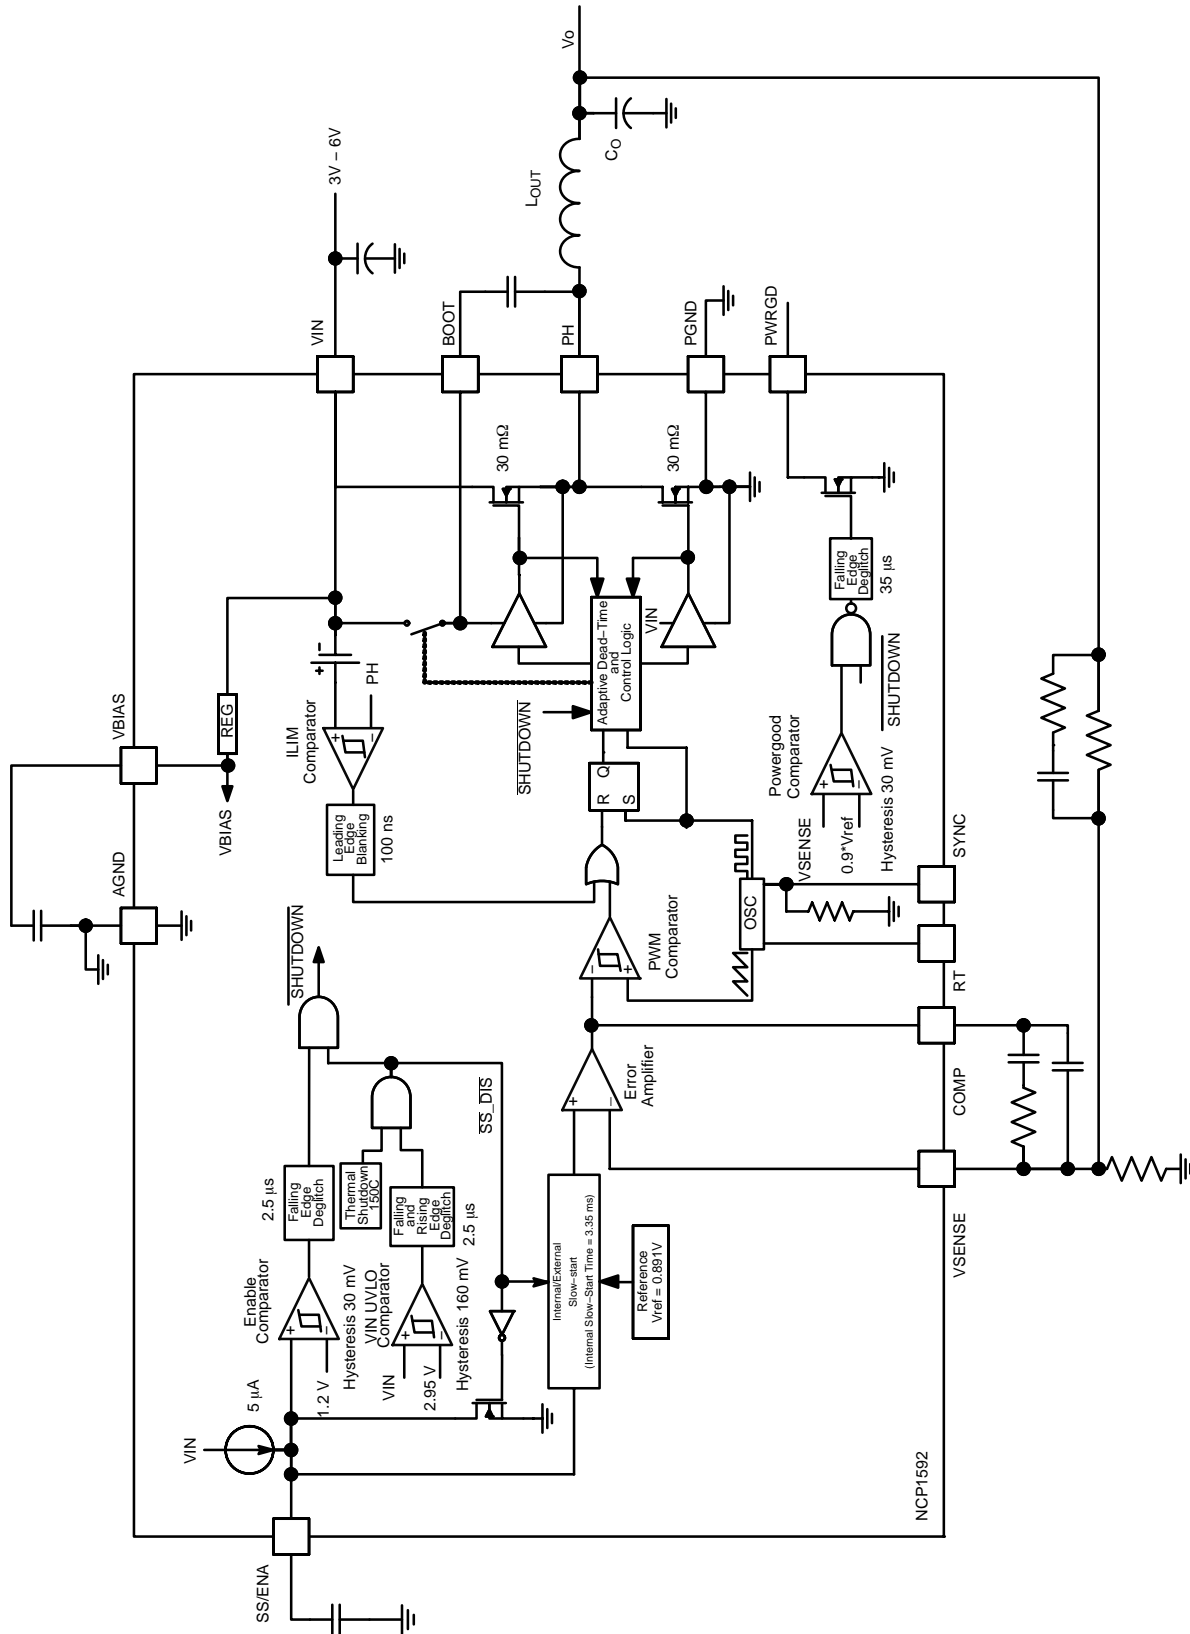 VIN
5 µA
SS/ENA
Enable
Comparator
+
−
1.2 V
Hysteresis 30 mV
2.5 µs
Falling
Edge
Deglitch
SHUTDOWN
Thermal
Shutdown
150C
VIN UVLO
Comparator
VIN
+
−
2.95 V
Hysteresis 160 mV
Falling
and
Rising
Edge
Deglitch
2.5 µs
SS_DIS
Internal/External
Slow−start
(Internal Slow−Start Time = 3.35 ms)
Reference
Vref = 0.891V
+
−
Error
Amplifier
−
+
PWM
Comparator
OSC
R Q
S
AGND
VBIAS
VBIAS
REG
ILIM
Comparator
+
−
+
−
PH
Leading
Edge
Blanking
100 ns
SHUTDOWN
Adaptive Dead−Time
and
Control Logic
VIN
30 mΩ
30 mΩ
VIN
3V − 6V
BOOT
PH
LOUT
CO
Vo
PGND
PWRGD
Powergood
Comparator
VSENSE
+
−
0.9*Vref
Hysteresis 30 mV
SHUTDOWN
Falling
Edge
Deglitch
35 µs
NCP1592
VSENSE
COMP
RT
SYNC